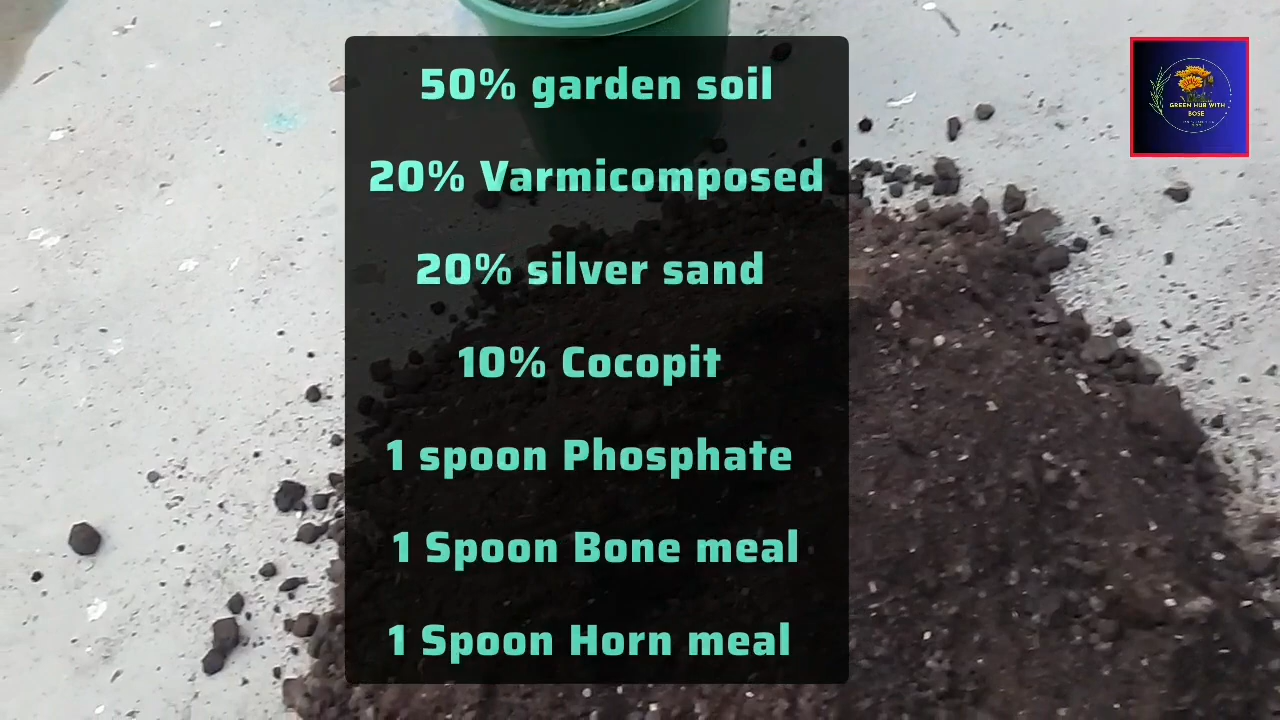 50% garden soil
20% Varmicomposed
20% silver sand
10% Cocopit
1 spoon Phosphate
1 Spoon Bone meal
1 Spoon Horn meal
GREEN HUB WITH
BOSE